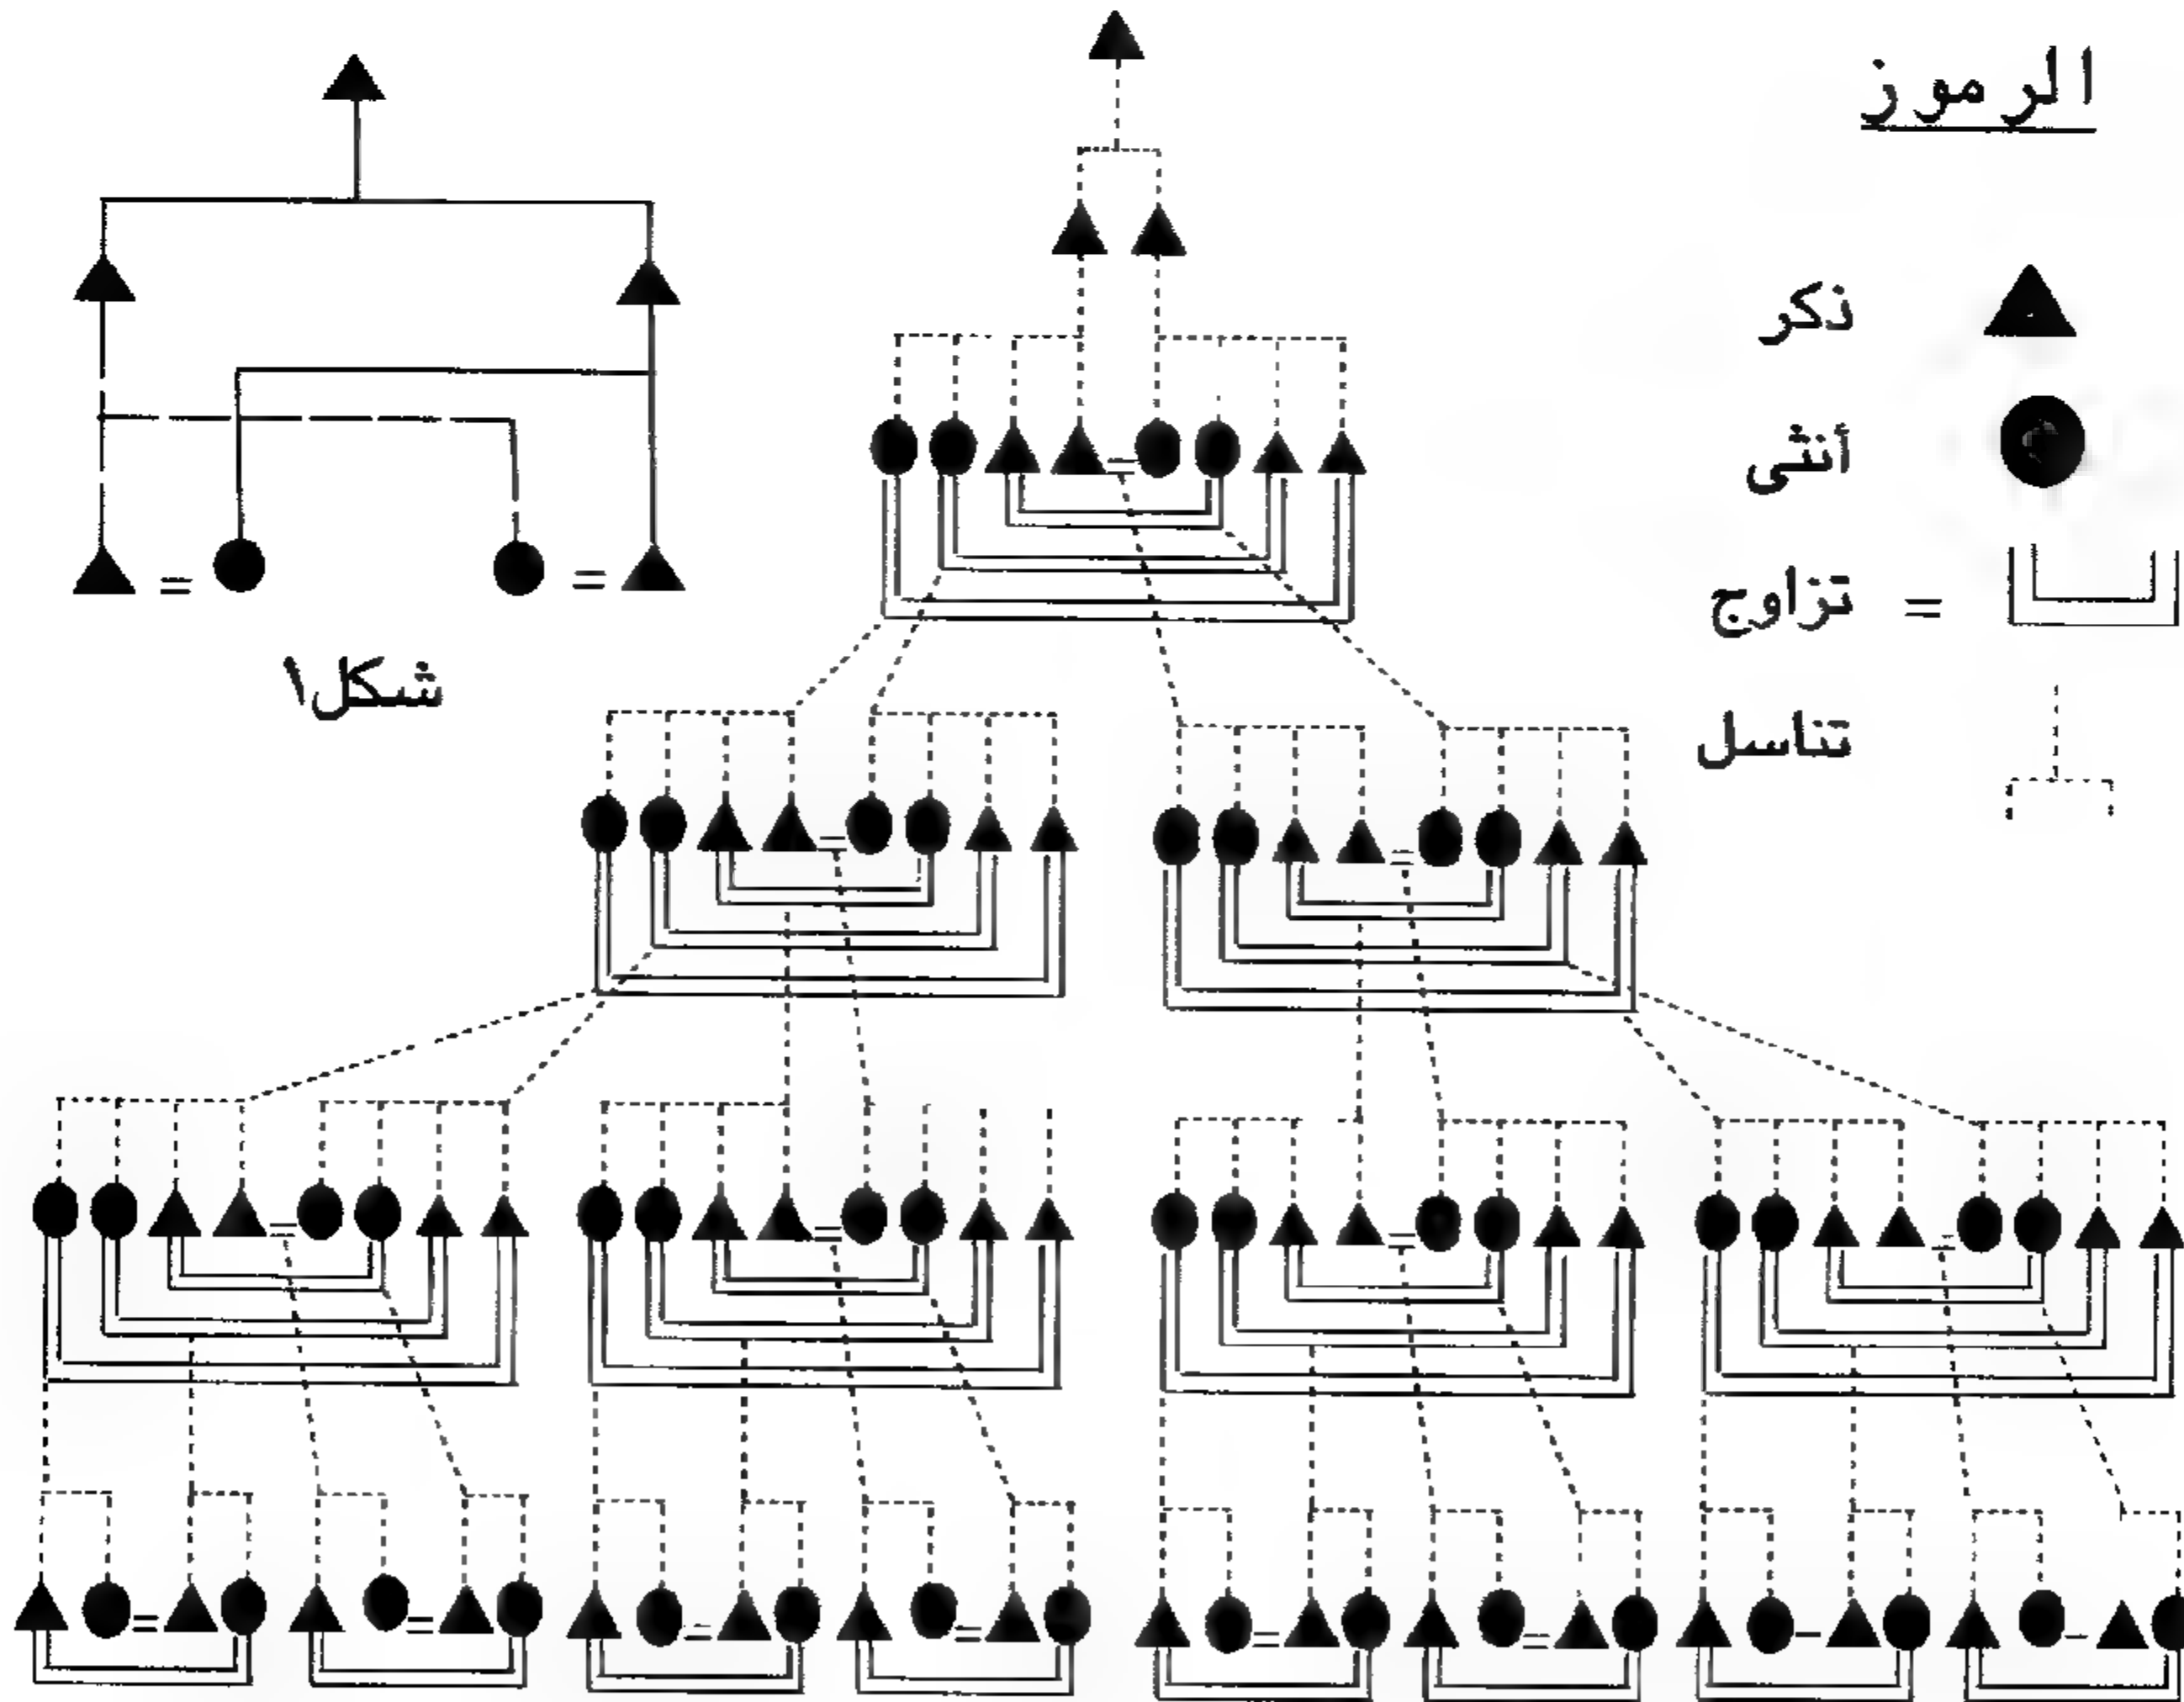 الرموز
ذكر
أنثى
تزاوج =
تناسل
شكل١